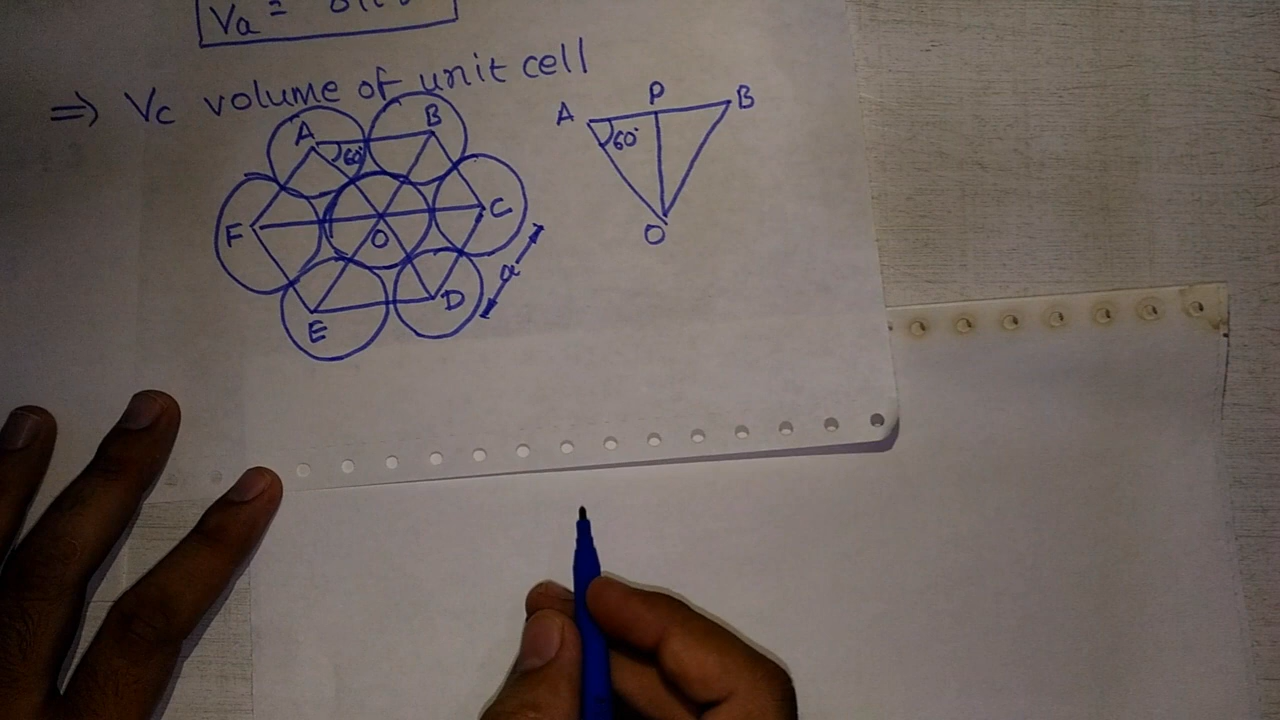 Va =
⇒ Vc volume of unit cell
A B
60°
F O C
E D
a
A P B
60°
O